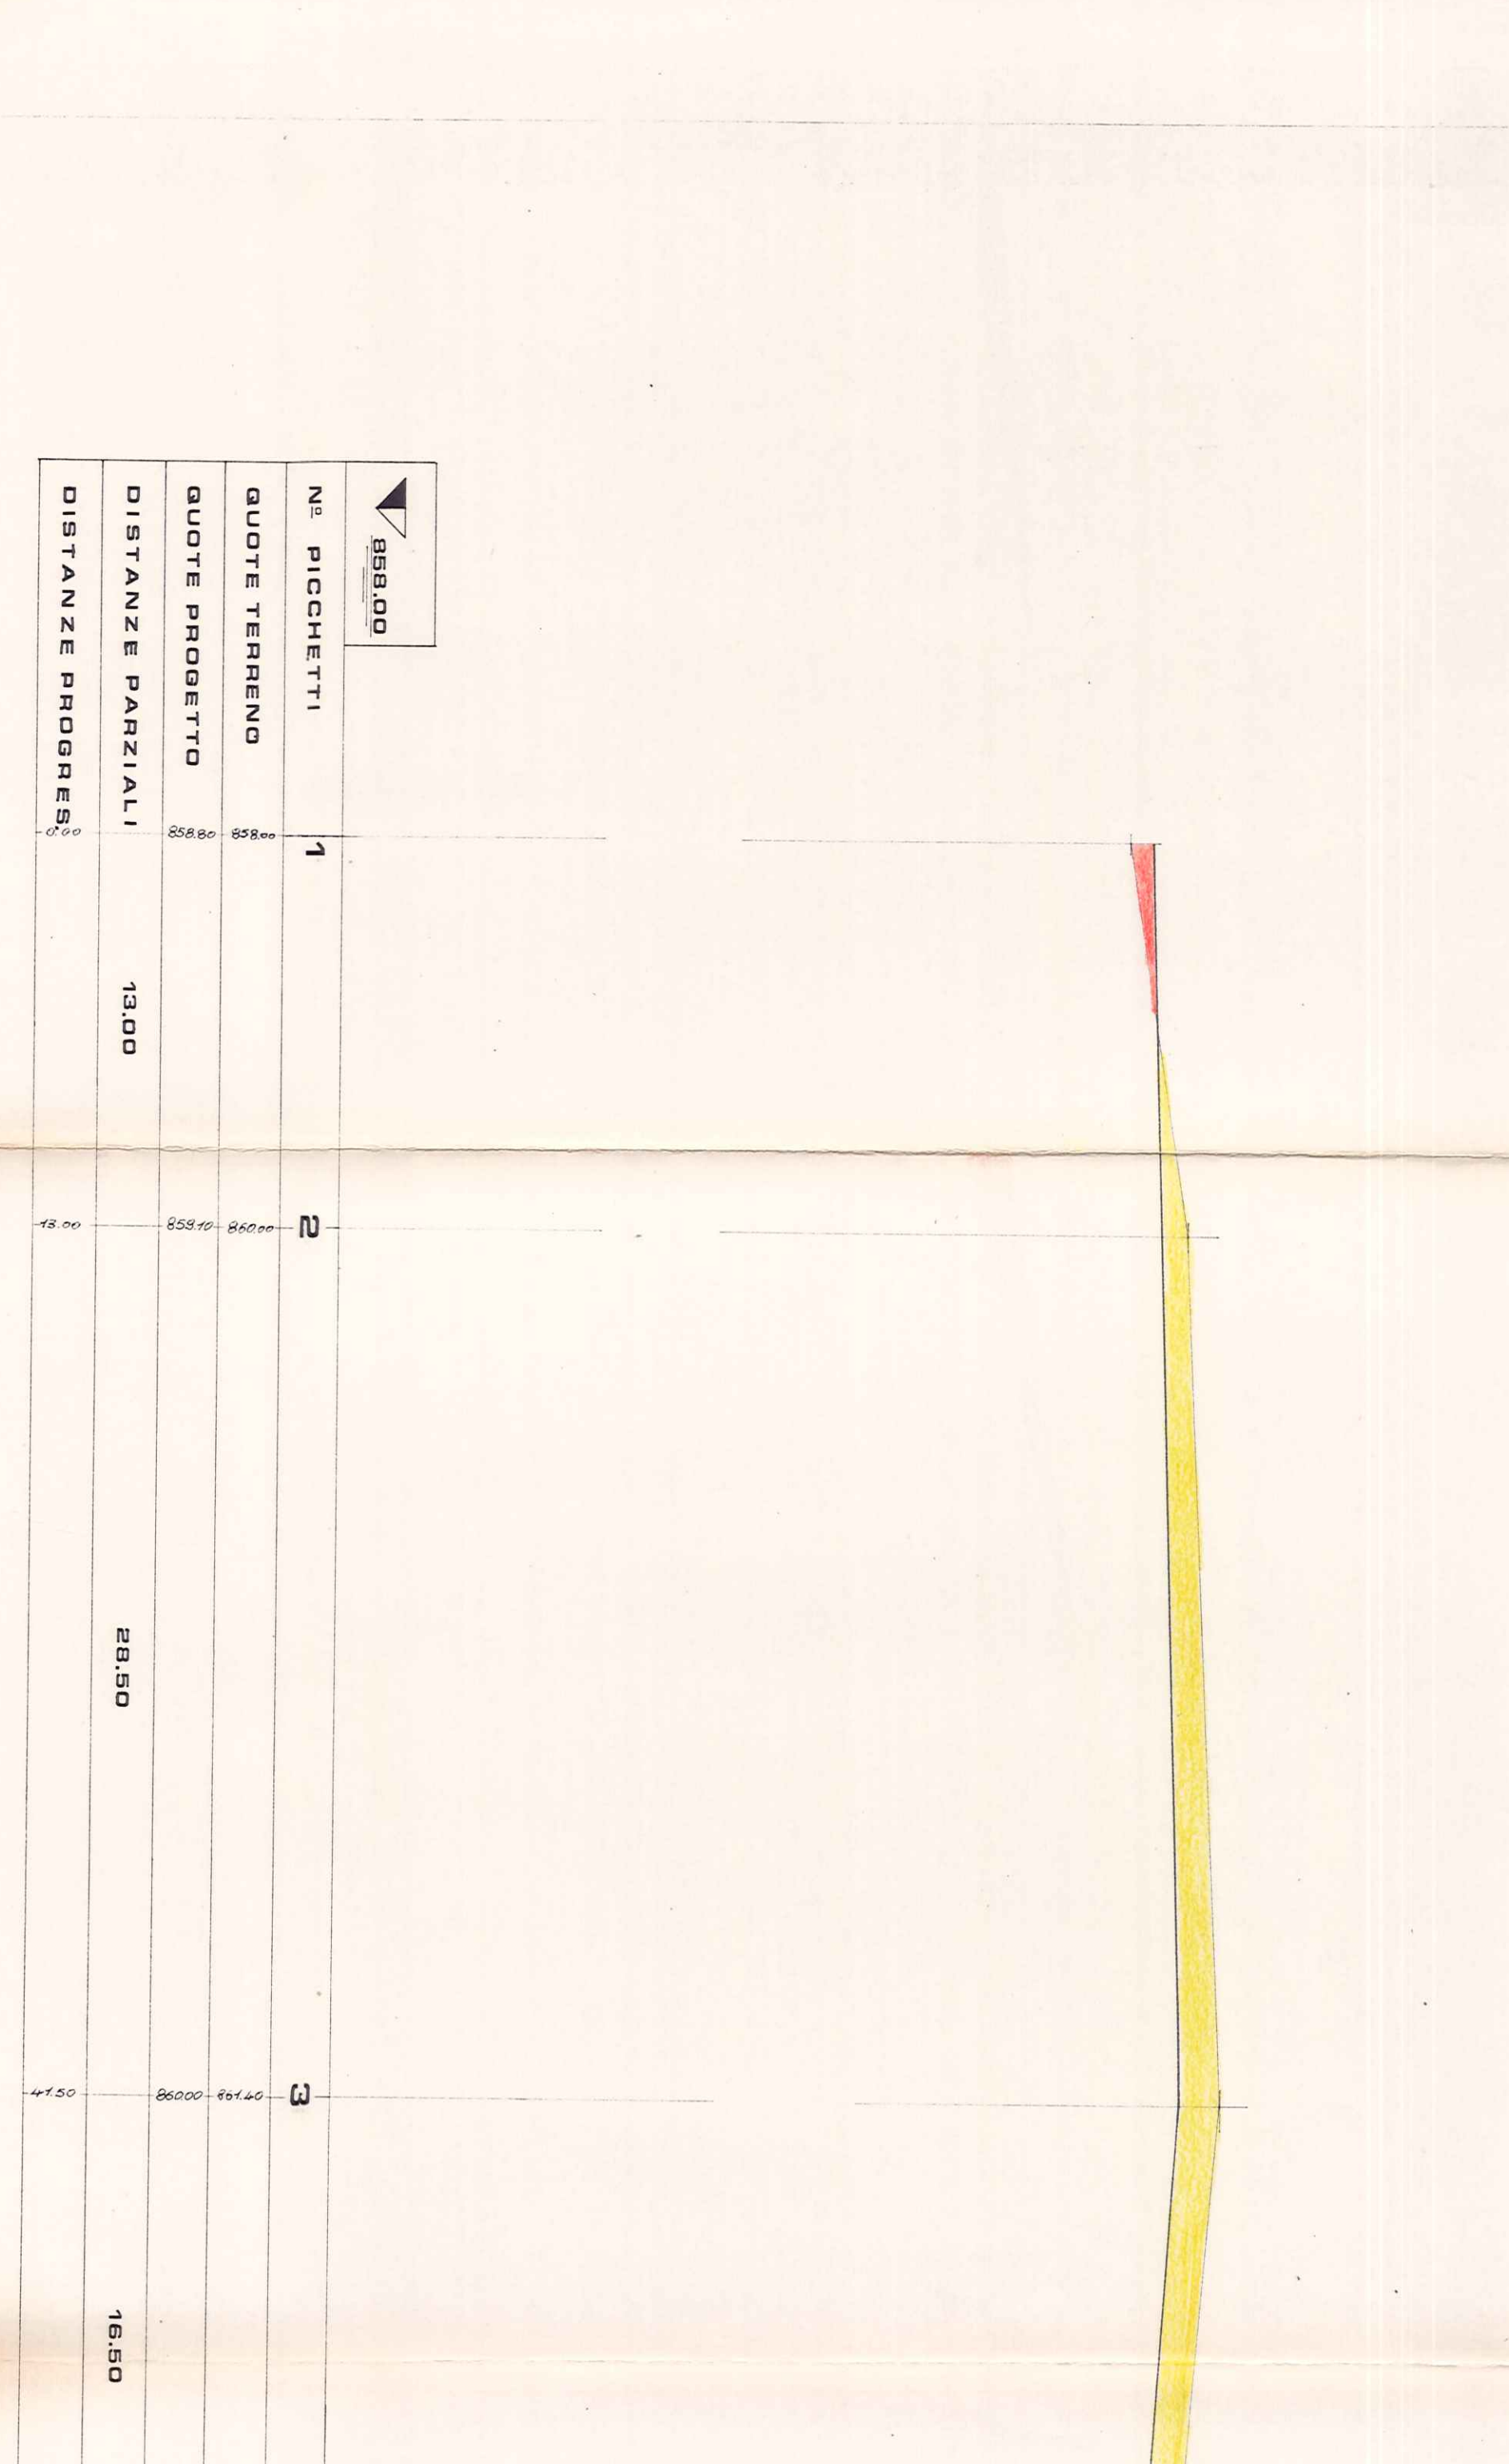 858.00
Nº PICCHETTI 1 2 3
QUOTE TERRENO 858.00 860.00 861.40
QUOTE PROGETTO 858.80 859.10 860.00
DISTANZE PARZIALI 13.00 28.50 16.50
DISTANZE PROGRES. 0.00 13.00 41.50